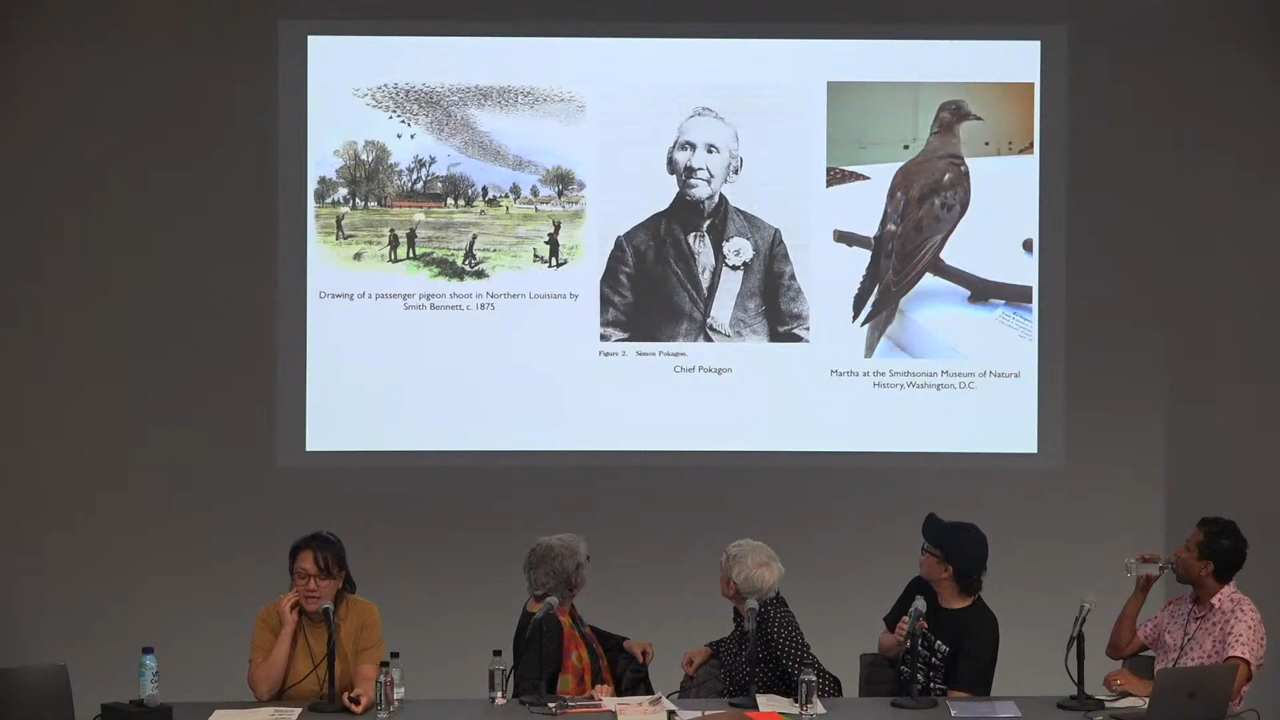 Drawing of a passenger pigeon shoot in Northern Louisiana by
Smith Bennett, c. 1875
Figure 2. Simon Pokagon.
Chief Pokagon
Martha at the Smithsonian Museum of Natural
History, Washington, D.C.